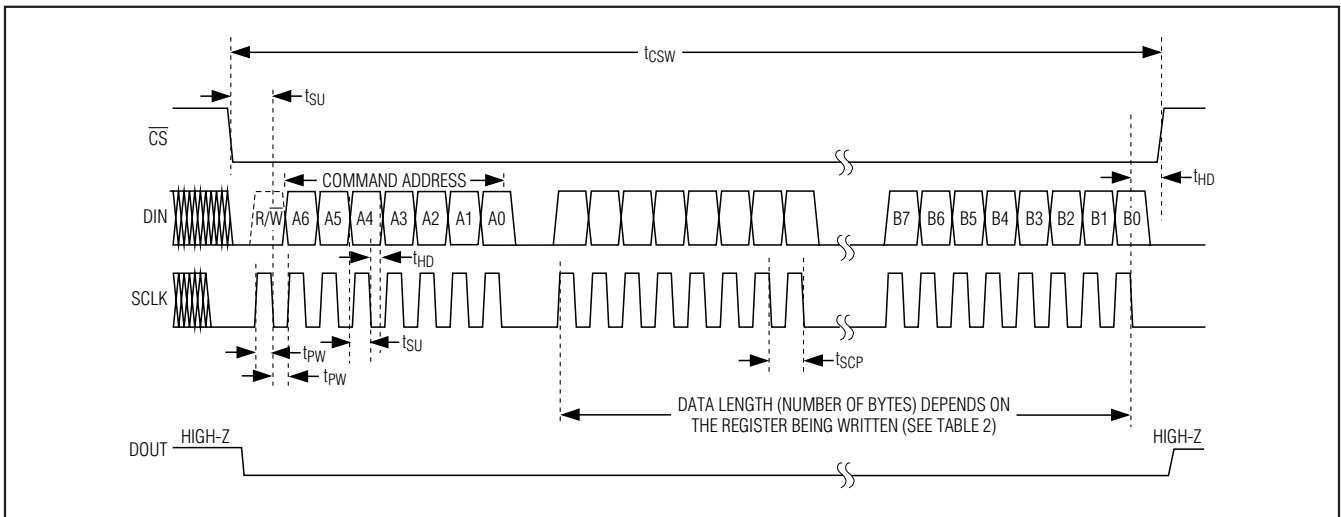 tCSW
tSU
CS
COMMAND ADDRESS
tHD
DIN
R/W A6 A5 A4 A3 A2 A1 A0
B7 B6 B5 B4 B3 B2 B1 B0
tHD
SCLK
tPW
tSU
tSCP
tPW
DATA LENGTH (NUMBER OF BYTES) DEPENDS ON
THE REGISTER BEING WRITTEN (SEE TABLE 2)
DOUT
HIGH-Z
HIGH-Z